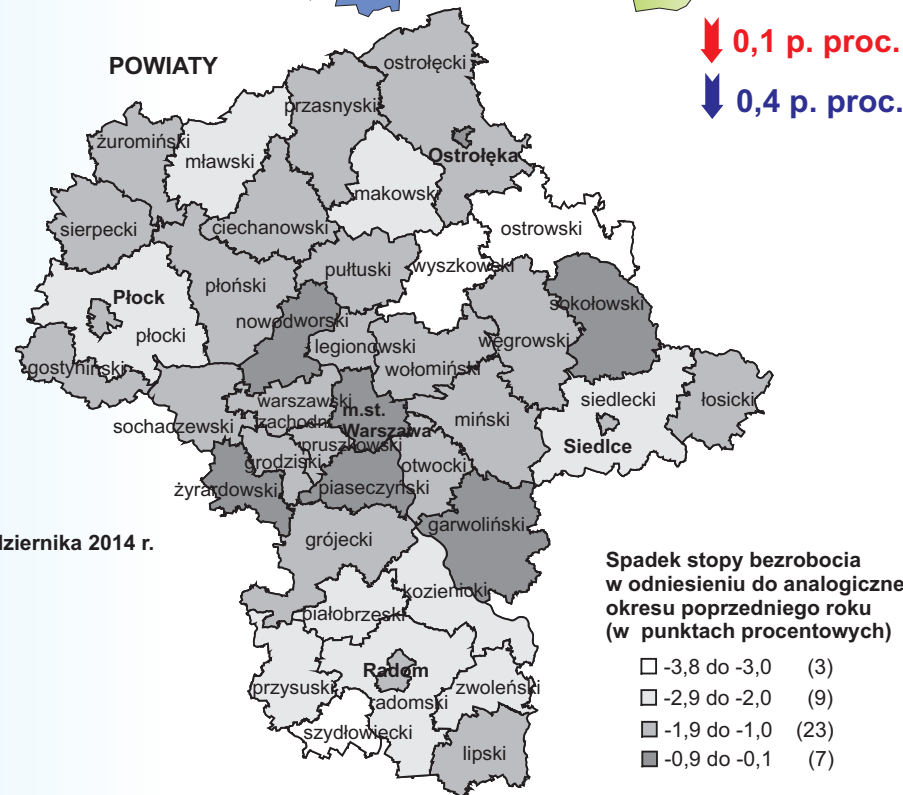 0,1 p. proc.
0,4 p. proc.
POWIATY
ostrołęcki
przasnyski
żuromiński
mławski
Ostrołęka
makowski
sierpecki
ciechanowski
ostrowski
pułtuski
wyszkowski
płoński
Płock
sokołowski
nowodworski
płocki
legionowski
węgrowski
gostyniński
wołomiński
warszawski
zachodni
siedlecki
łosicki
m.st.
Warszawa
miński
sochaczewski
pruszkowski
Siedlce
grodziski
otwocki
żyrardowski
piaseczyński
garwoliński
dziernika 2014 r.
grójecki
kozienicki
białobrzeski
Radom
przysuski
zwoleński
radomski
szydłowiecki
lipski
Spadek stopy bezrobocia
w odniesieniu do analogiczne
okresu poprzedniego roku
(w punktach procentowych)
-3,8 do -3,0 (3)
-2,9 do -2,0 (9)
-1,9 do -1,0 (23)
-0,9 do -0,1 (7)